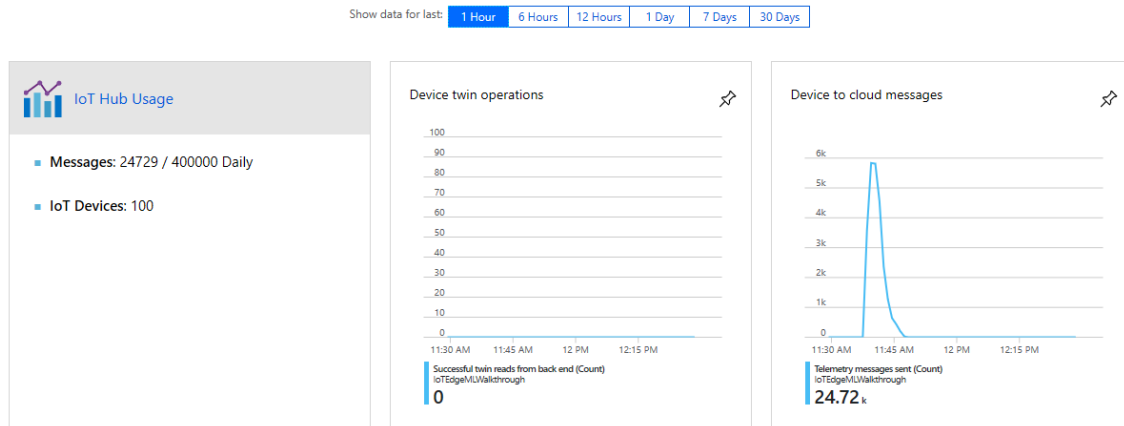 Show data for last: 1 Hour 6 Hours 12 Hours 1 Day 7 Days 30 Days
IoT Hub Usage
Messages: 24729 / 400000 Daily
IoT Devices: 100
Device twin operations
100
90
80
70
60
50
40
30
20
10
0
11:30 AM 11:45 AM 12 PM 12:15 PM
Successful twin reads from back end (Count)
IoTEdgeMLWalkthrough
0
Device to cloud messages
6k
5k
4k
3k
2k
1k
0
11:30 AM 11:45 AM 12 PM 12:15 PM
Telemetry messages sent (Count)
IoTEdgeMLWalkthrough
24.72 k